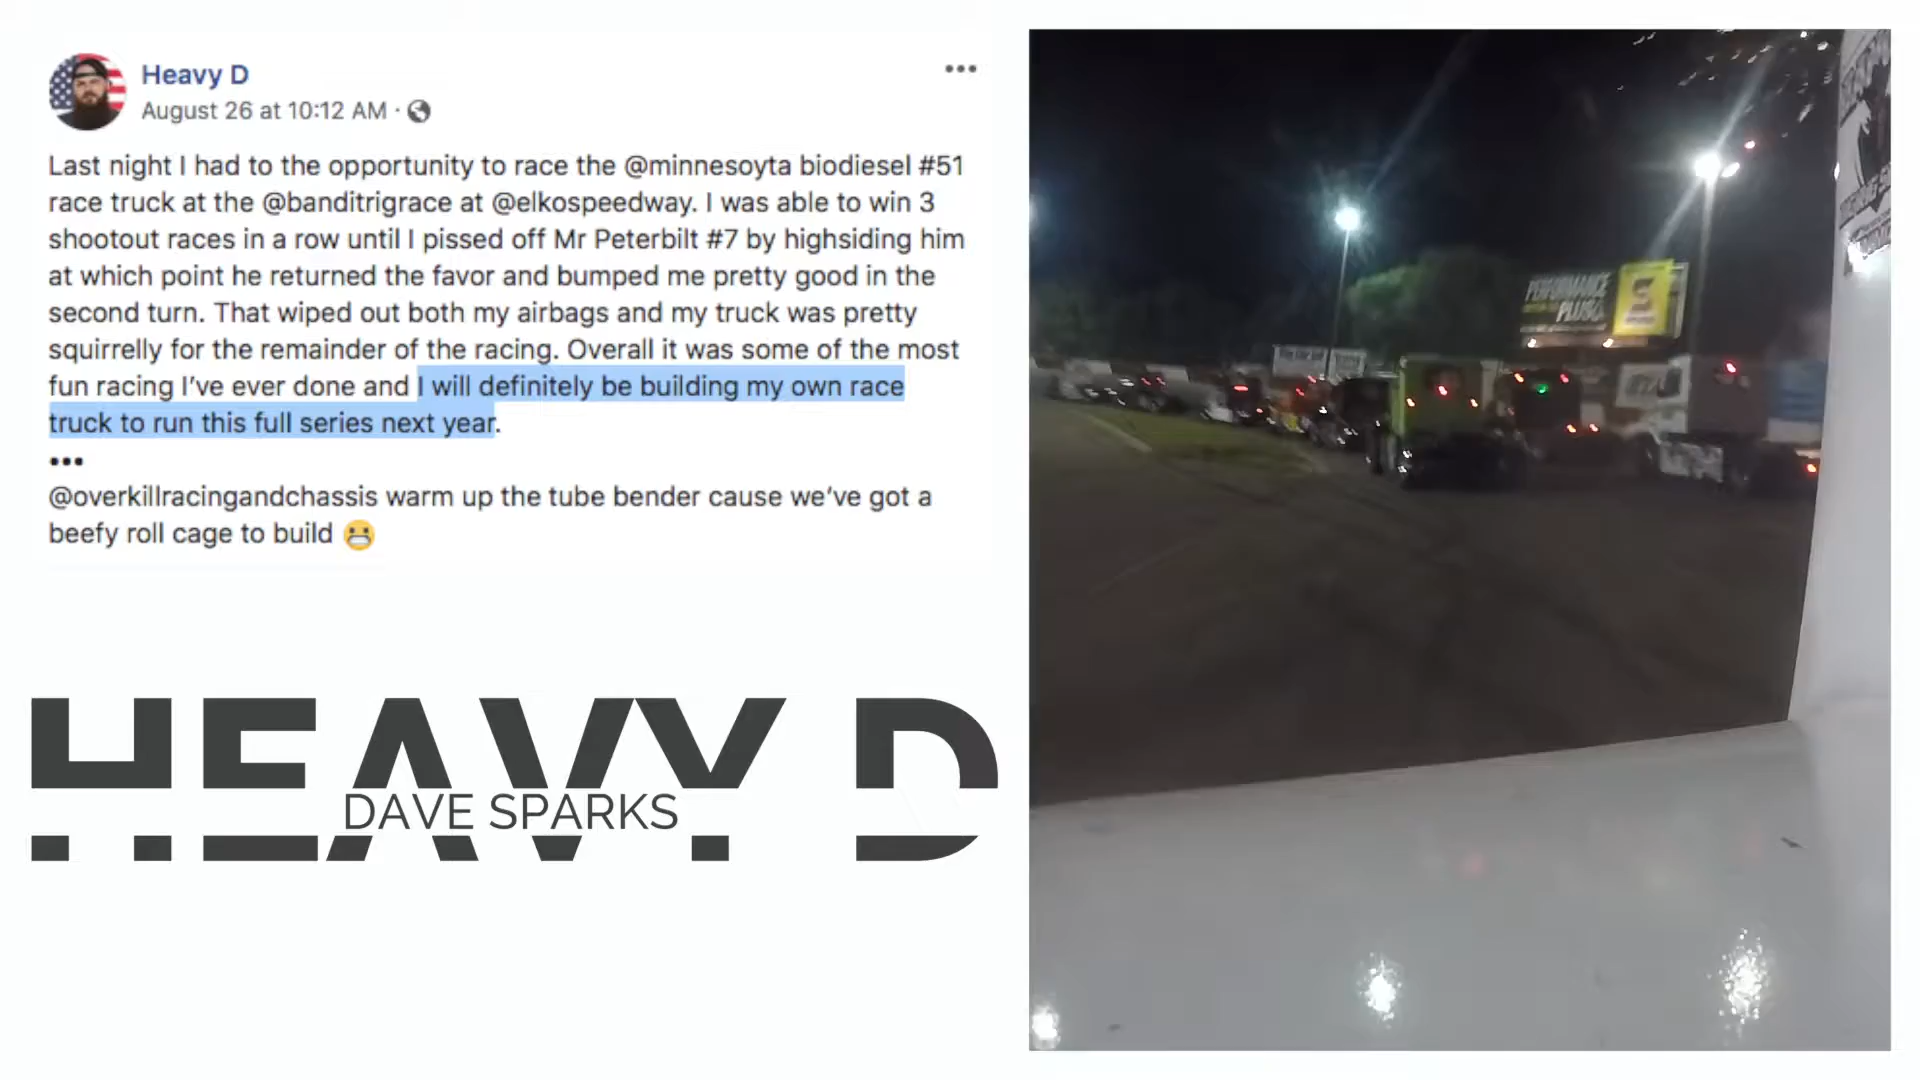 Heavy D
August 26 at 10:12 AM ·
Last night I had to the opportunity to race the @minnesoyta biodiesel #51
race truck at the @banditrigrace at @elkospeedway. I was able to win 3
shootout races in a row until I pissed off Mr Peterbilt #7 by highsiding him
at which point he returned the favor and bumped me pretty good in the
second turn. That wiped out both my airbags and my truck was pretty
squirrelly for the remainder of the racing. Overall it was some of the most
fun racing I’ve ever done and I will definitely be building my own race
truck to run this full series next year.
•••
@overkillracingandchassis warm up the tube bender cause we’ve got a
beefy roll cage to build 😬
HEAVY D
DAVE SPARKS
PERFORMANCE
PLUS